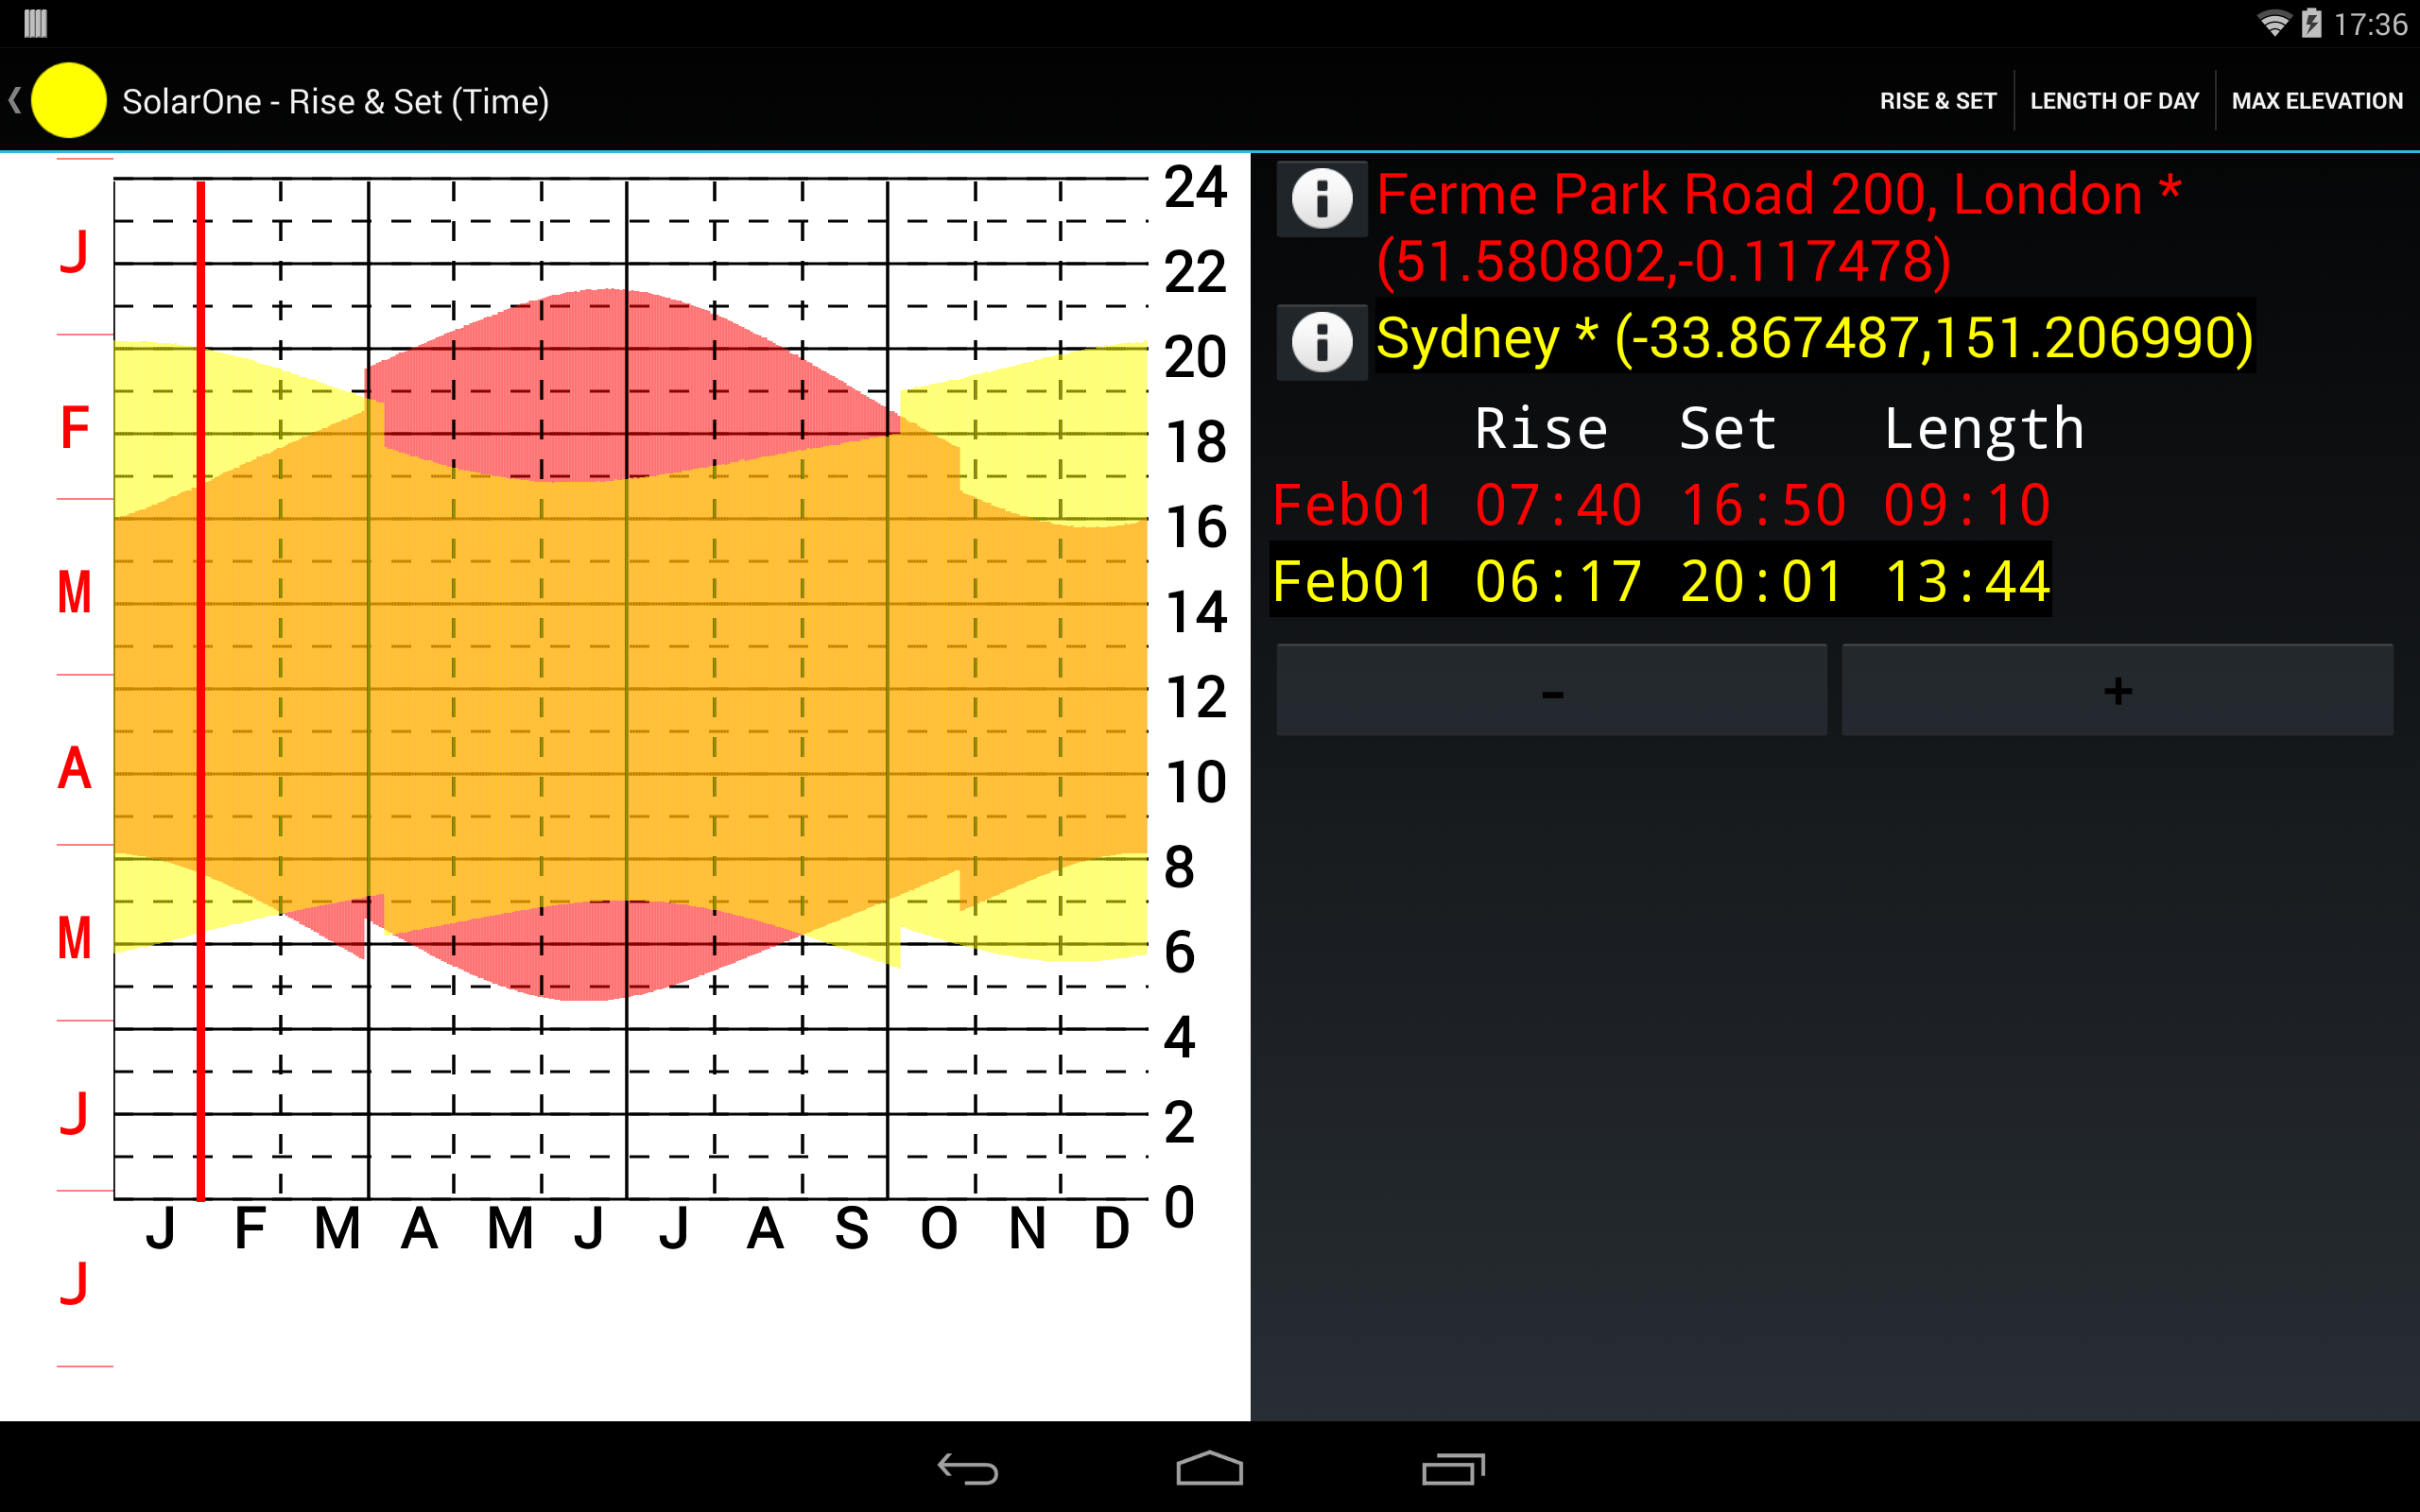 17:36
SolarOne - Rise & Set (Time)
RISE & SET
LENGTH OF DAY
MAX ELEVATION
J
F
M
A
M
J
J
24
22
20
18
16
14
12
10
8
6
4
2
0
J F M A M J J A S O N D
Ferme Park Road 200, London *
(51.580802,-0.117478)
Sydney * (-33.867487,151.206990)
Rise Set Length
Feb01 07:40 16:50 09:10
Feb01 06:17 20:01 13:44
- +